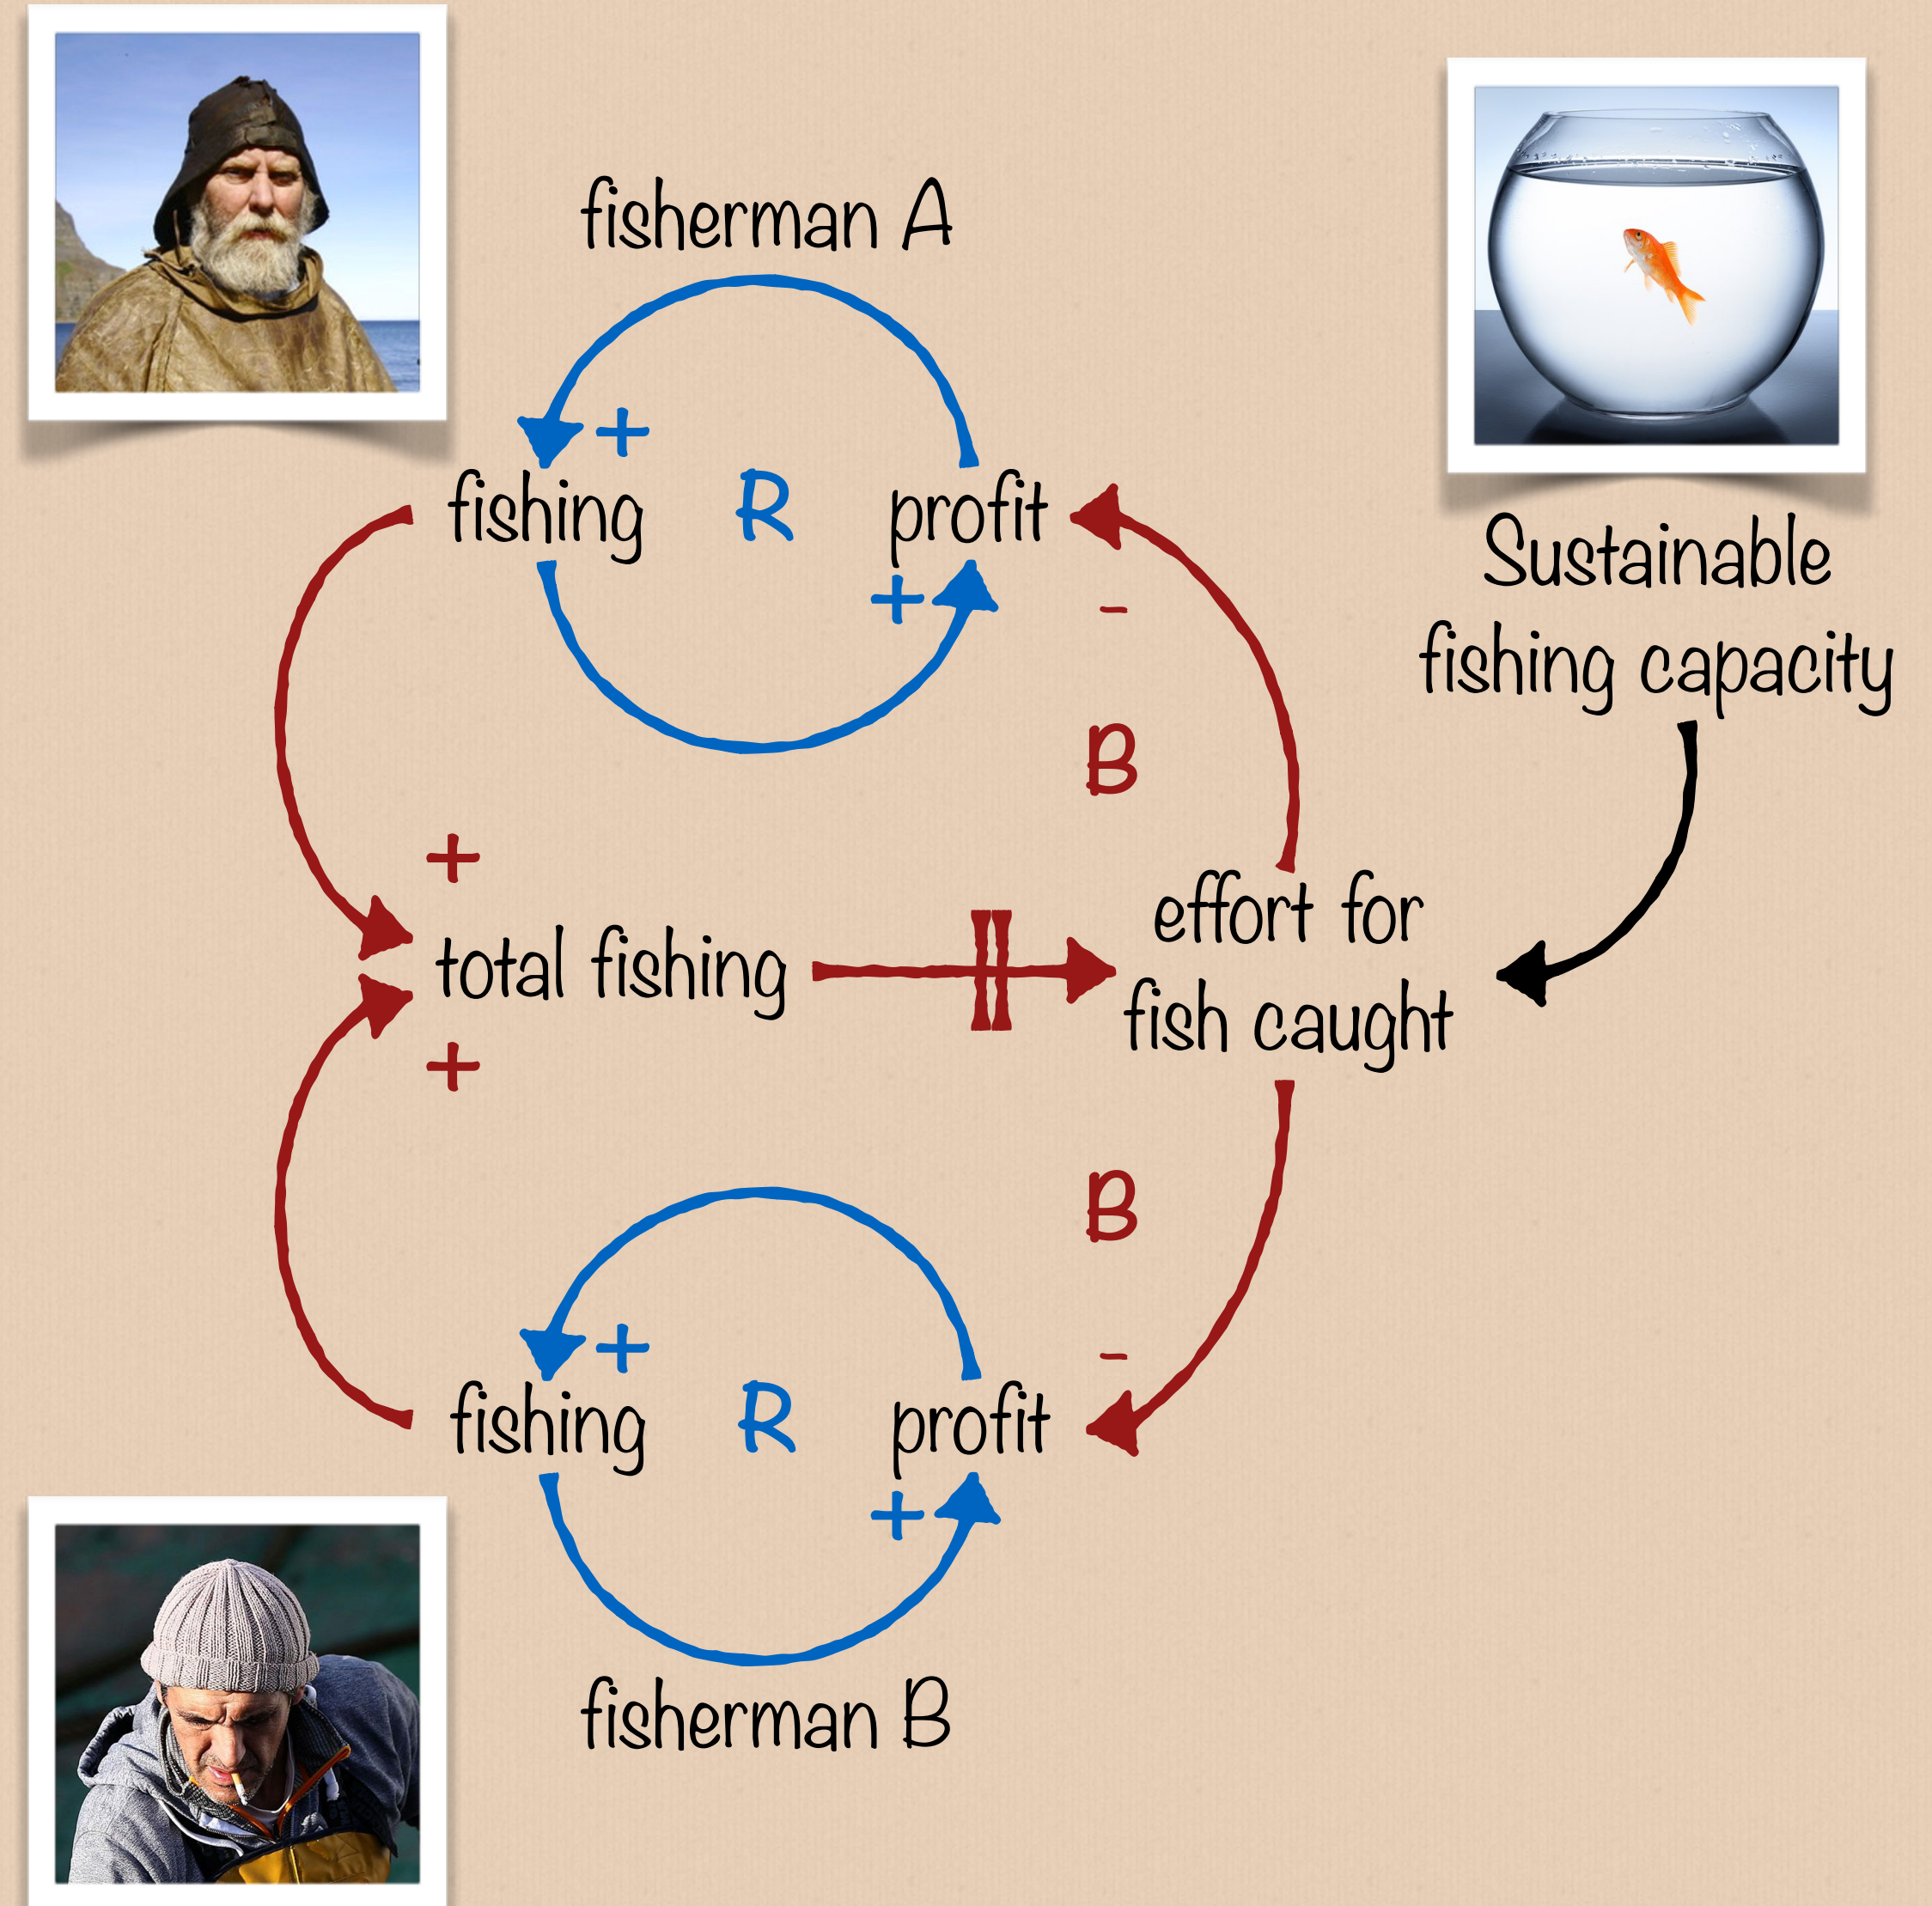 fisherman A
+
fishing R profit
+
-
Sustainable
fishing capacity
B
+
effort for
total fishing
fish caught
+
B
+
-
fishing R profit
+
fisherman B